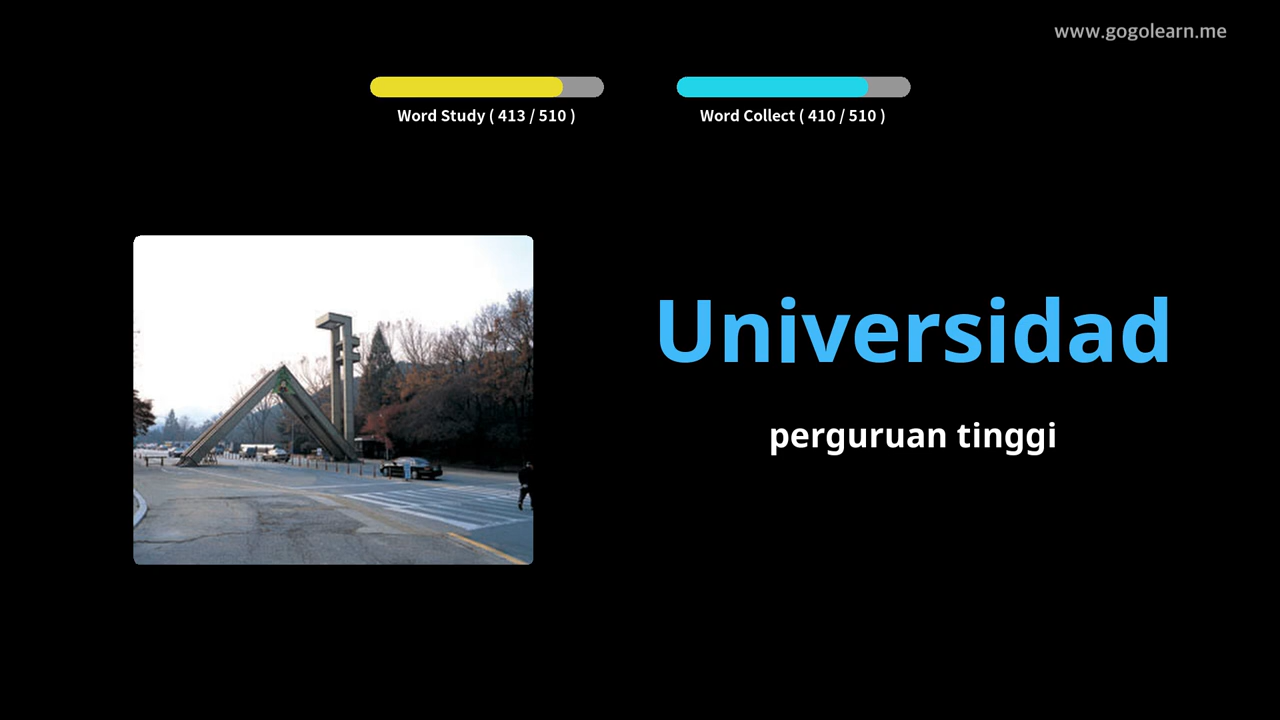 www.gogolearn.me
Word Study ( 413 / 510 )
Word Collect ( 410 / 510 )
Universidad
perguruan tinggi